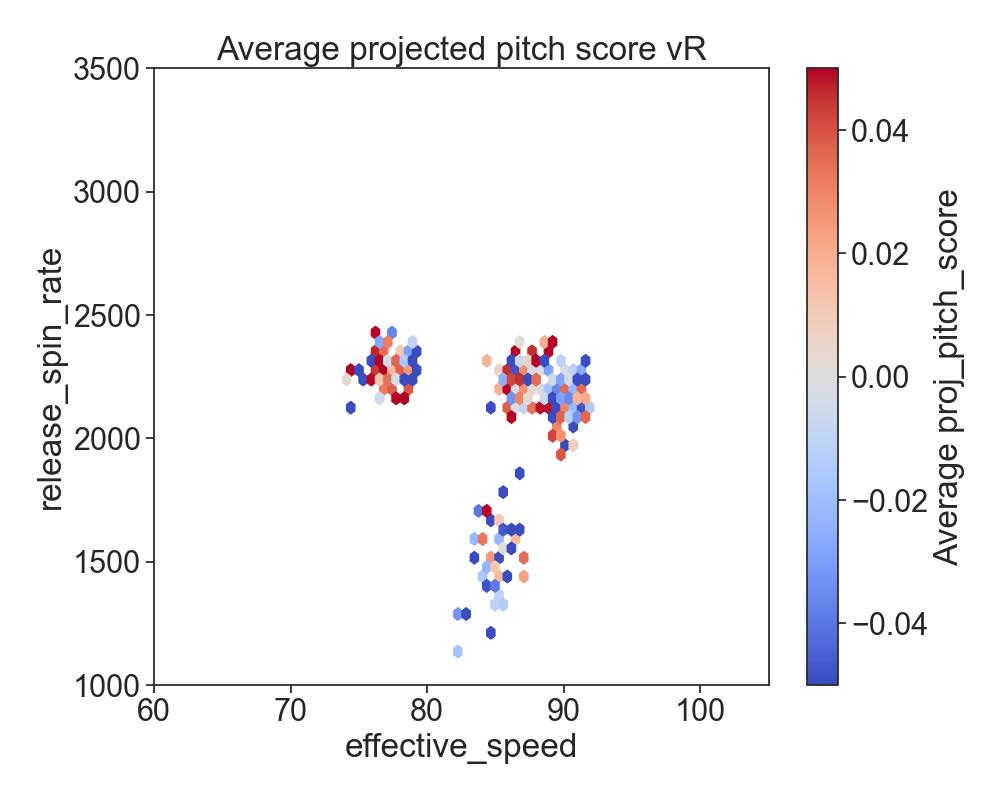 Average projected pitch score vR
3500
3000
2500
2000
1500
1000
release_spin_rate
60 70 80 90 100
effective_speed
0.04
0.02
0.00
−0.02
−0.04
Average proj_pitch_score